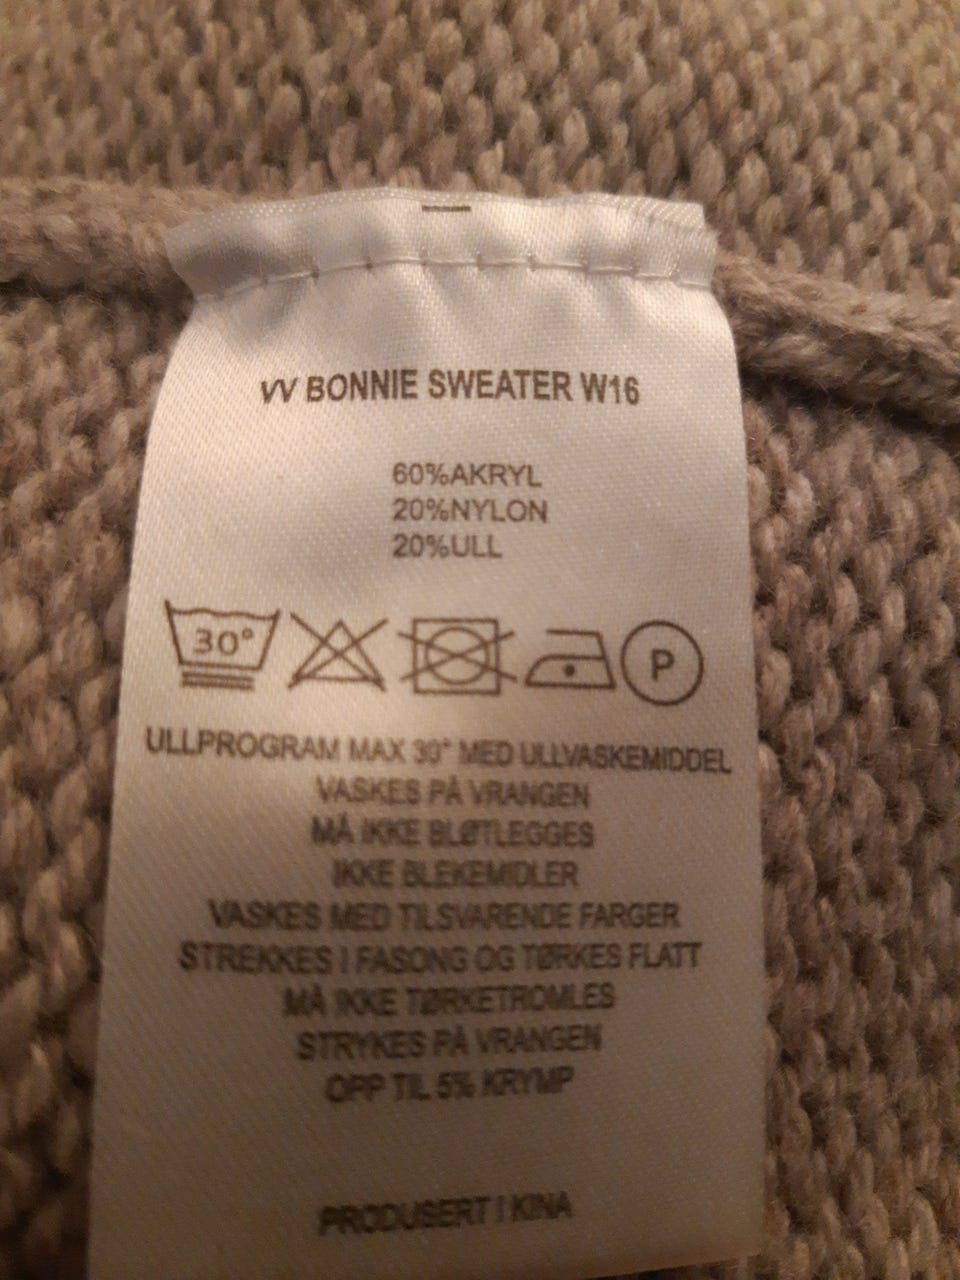 VV BONNIE SWEATER W16
60%AKRYL
20%NYLON
20%ULL
30°
P
ULLPROGRAM MAX 30° MED ULLVASKEMIDDEL
VASKES PÅ VRANGEN
MÅ IKKE BLØTLEGGES
IKKE BLEKEMIDLER
VASKES MED TILSVARENDE FARGER
STREKKES I FASONG OG TØRKES FLATT
MÅ IKKE TØRKETROMLES
STRYKES PÅ VRANGEN
OPP TIL 5% KRYMP
PRODUSERT I KINA